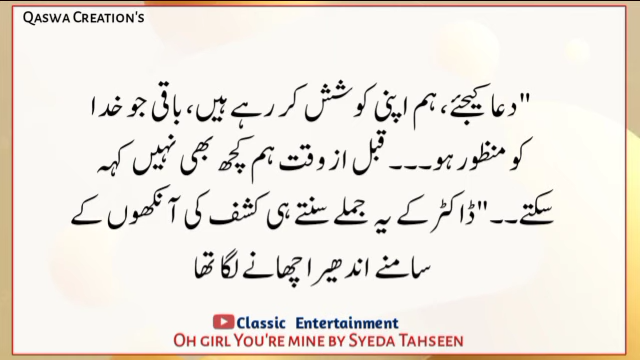 Qaswa Creation's
"دعا کیجئے، ہم اپنی کوشش کر رہے ہیں، باقی جو خدا
کو منظور ہو۔۔۔ قبل از وقت ہم کچھ بھی نہیں کہہ
سکتے۔۔" ڈاکٹر کے یہ جملے سنتے ہی کشف کی آنکھوں کے
سامنے اندھیرا چھانے لگا تھا
Classic Entertainment
Oh girl You're mine by Syeda Tahseen